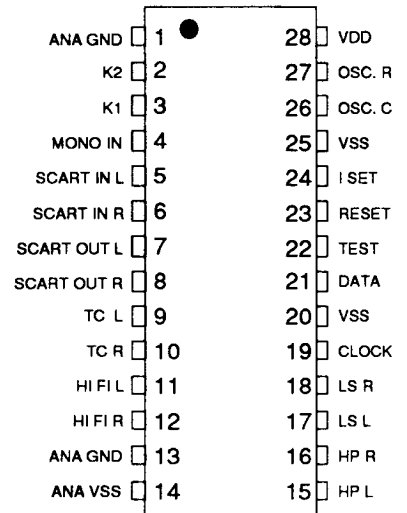 ANA GND 1 28 VDD
K2 2 27 OSC. R
K1 3 26 OSC. C
MONO IN 4 25 VSS
SCART IN L 5 24 I SET
SCART IN R 6 23 RESET
SCART OUT L 7 22 TEST
SCART OUT R 8 21 DATA
TC L 9 20 VSS
TC R 10 19 CLOCK
HI FI L 11 18 LS R
HI FI R 12 17 LS L
ANA GND 13 16 HP R
ANA VSS 14 15 HP L